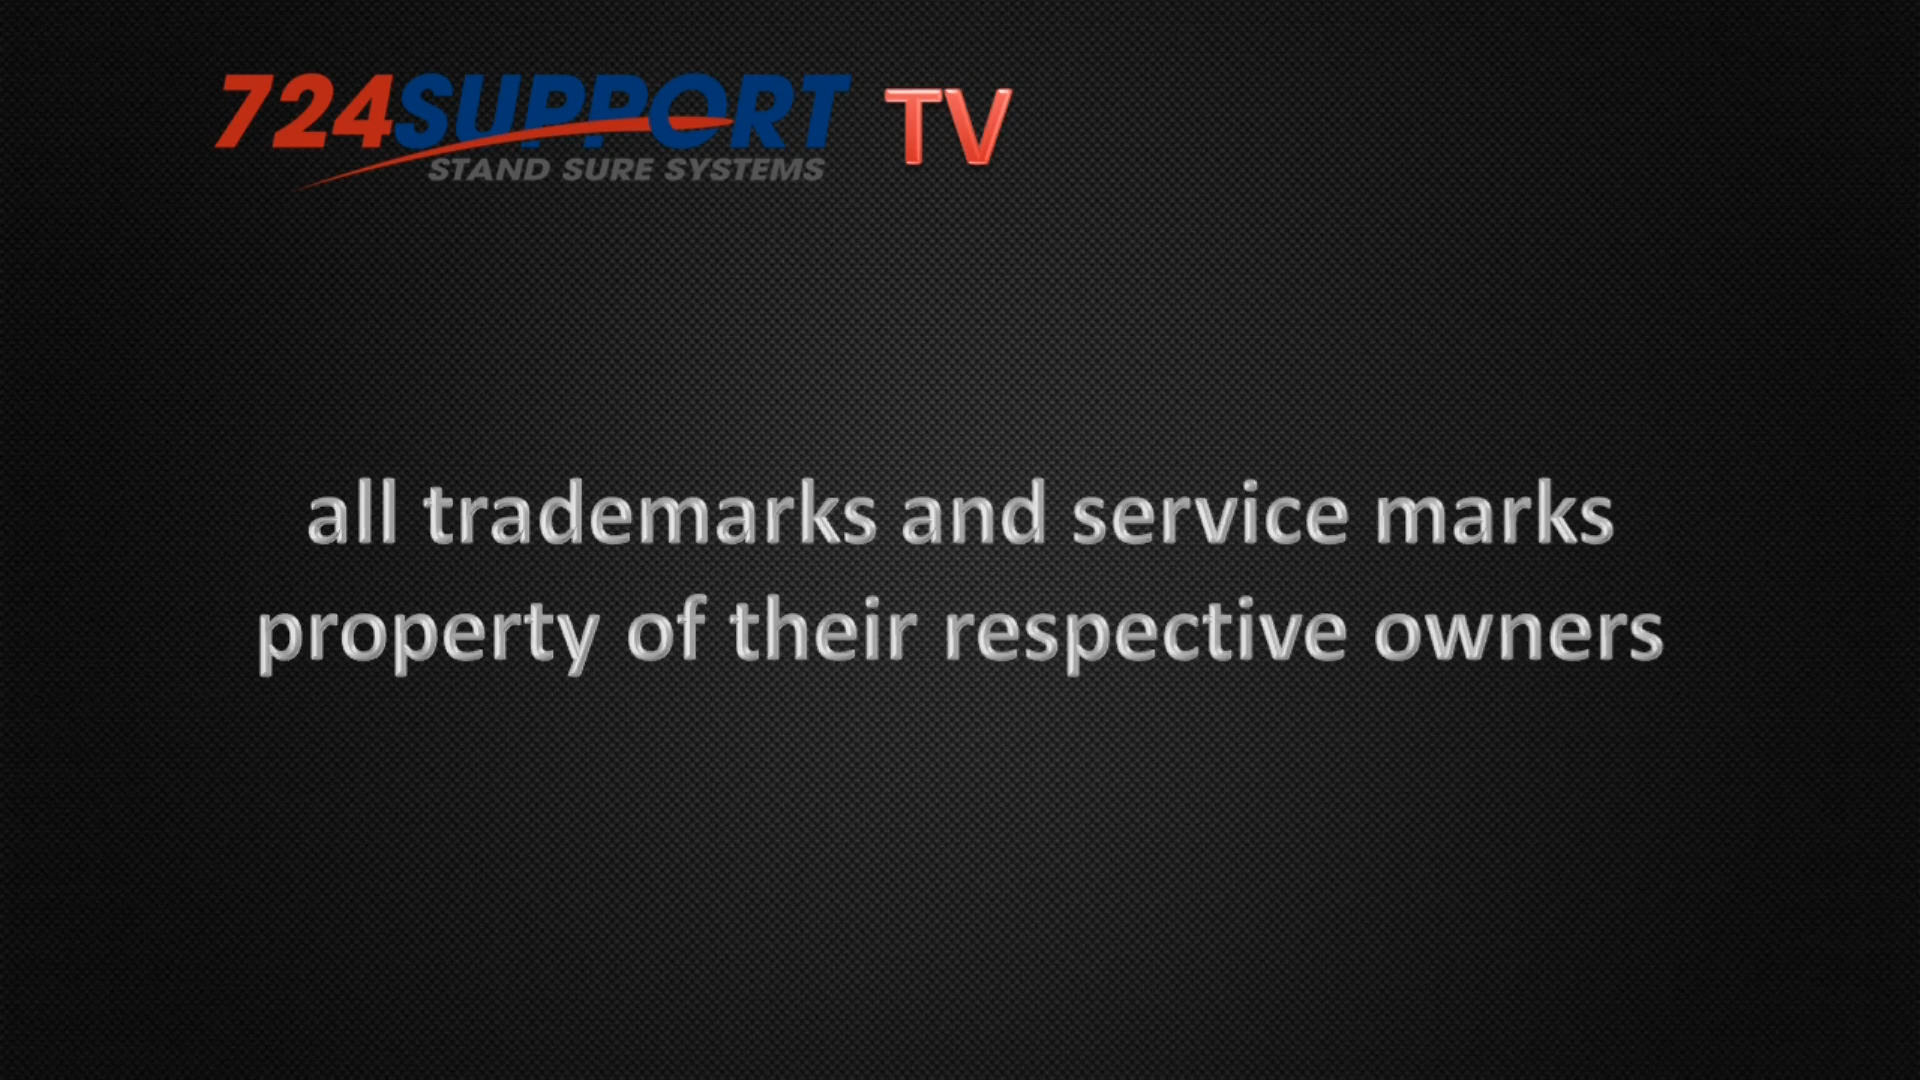 724SUPPORT TV
STAND SURE SYSTEMS
all trademarks and service marks
property of their respective owners